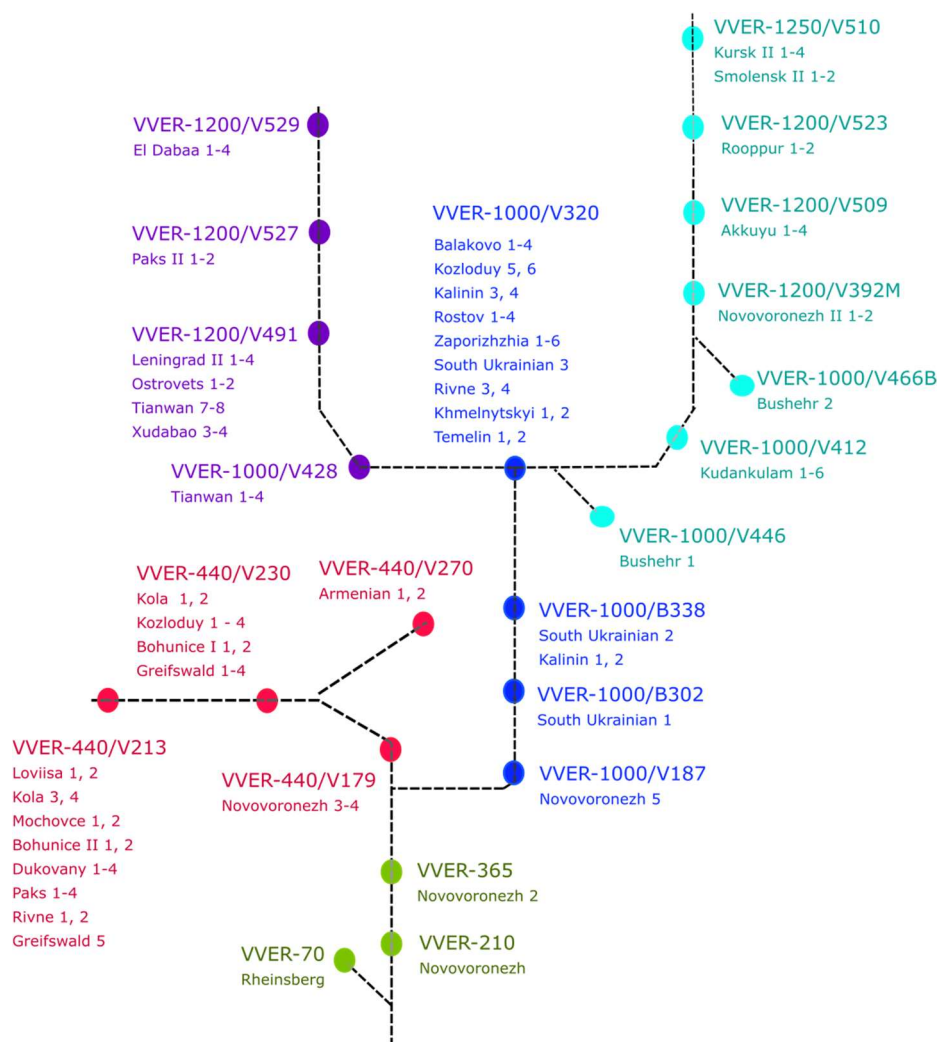 VVER-1250/V510
Kursk II 1-4
Smolensk II 1-2
VVER-1200/V529
El Dabaa 1-4
VVER-1200/V523
Rooppur 1-2
VVER-1200/V527
Paks II 1-2
VVER-1000/V320
Balakovo 1-4
Kozloduy 5, 6
Kalinin 3, 4
Rostov 1-4
Zaporizhzhia 1-6
South Ukrainian 3
Rivne 3, 4
Khmelnytskyi 1, 2
Temelin 1, 2
VVER-1200/V509
Akkuyu 1-4
VVER-1200/V392M
Novovoronezh II 1-2
VVER-1200/V491
Leningrad II 1-4
Ostrovets 1-2
Tianwan 7-8
Xudabao 3-4
VVER-1000/V466B
Bushehr 2
VVER-1000/V412
Kudankulam 1-6
VVER-1000/V428
Tianwan 1-4
VVER-1000/V446
Bushehr 1
VVER-440/V230
Kola 1, 2
Kozloduy 1 - 4
Bohunice I 1, 2
Greifswald 1-4
VVER-440/V270
Armenian 1, 2
VVER-1000/B338
South Ukrainian 2
Kalinin 1, 2
VVER-1000/B302
South Ukrainian 1
VVER-440/V213
Loviisa 1, 2
Kola 3, 4
Mochovce 1, 2
Bohunice II 1, 2
Dukovany 1-4
Paks 1-4
Rivne 1, 2
Greifswald 5
VVER-440/V179
Novovoronezh 3-4
VVER-1000/V187
Novovoronezh 5
VVER-365
Novovoronezh 2
VVER-70
Rheinsberg
VVER-210
Novovoronezh